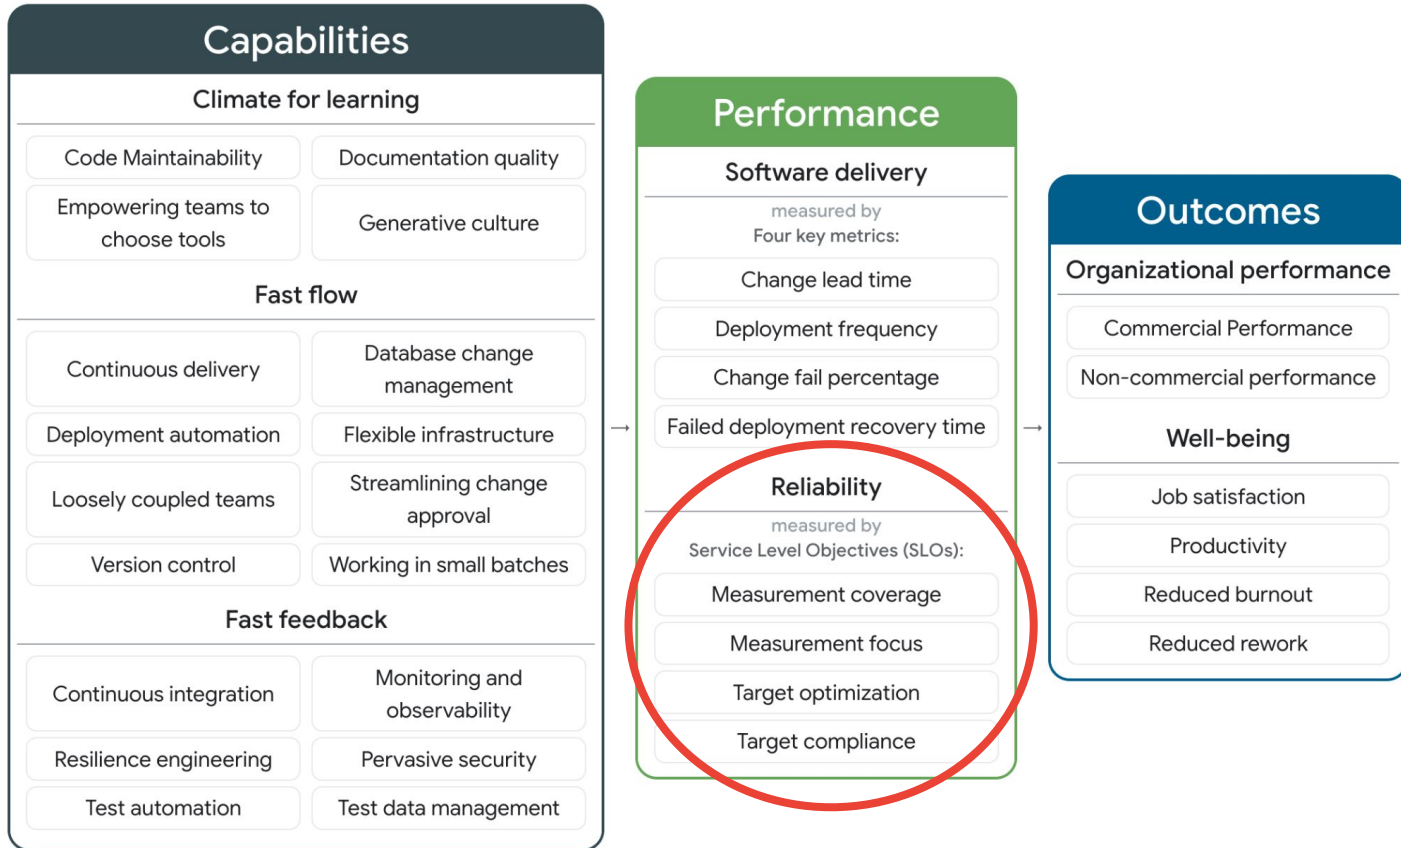 Capabilities
Climate for learning
Code Maintainability
Documentation quality
Empowering teams to
choose tools
Generative culture
Fast flow
Continuous delivery
Database change
management
Deployment automation
Flexible infrastructure
Loosely coupled teams
Streamlining change
approval
Version control
Working in small batches
Fast feedback
Continuous integration
Monitoring and
observability
Resilience engineering
Pervasive security
Test automation
Test data management
Performance
Software delivery
measured by
Four key metrics:
Change lead time
Deployment frequency
Change fail percentage
Failed deployment recovery time
Reliability
measured by
Service Level Objectives (SLOs):
Measurement coverage
Measurement focus
Target optimization
Target compliance
Outcomes
Organizational performance
Commercial Performance
Non-commercial performance
Well-being
Job satisfaction
Productivity
Reduced burnout
Reduced rework